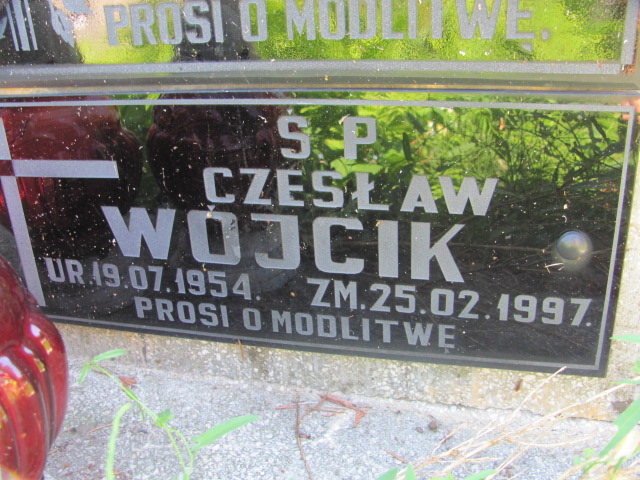 PROSI O MODLITWĘ.
S P
CZESŁAW
WÓJCIK
UR.19.07.1954. ZM.25.02.1997.
PROSI O MODLITWĘ